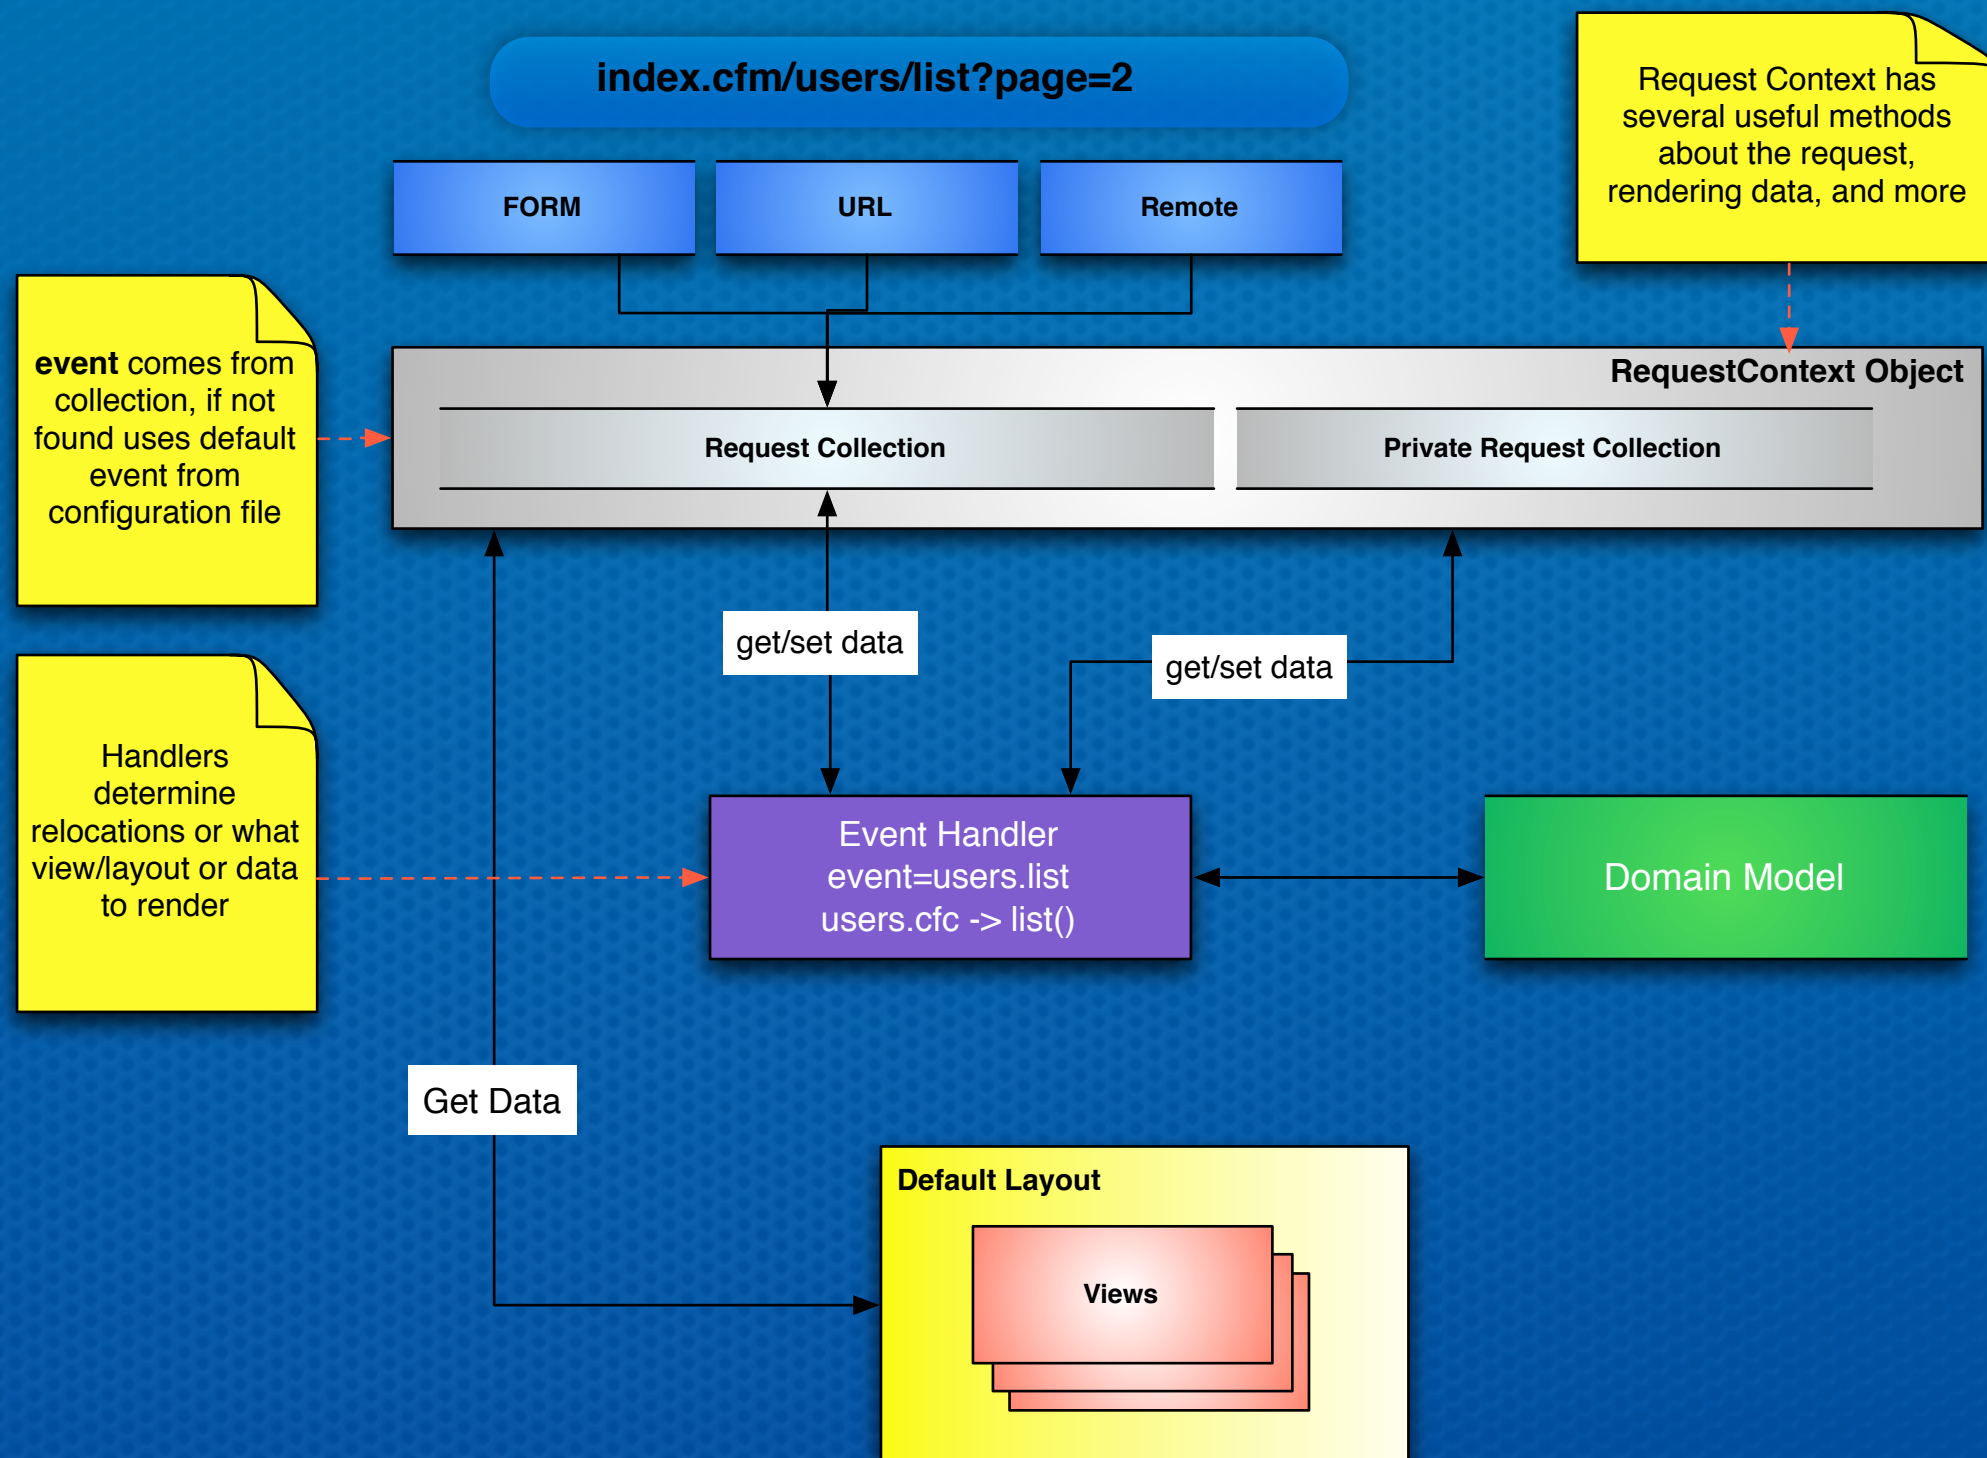 index.cfm/users/list?page=2
Request Context has
several useful methods
about the request,
rendering data, and more
FORM
URL
Remote
event comes from
collection, if not
found uses default
event from
configuration file
RequestContext Object
Request Collection
Private Request Collection
get/set data
get/set data
Handlers
determine
relocations or what
view/layout or data
to render
Event Handler
event=users.list
users.cfc -> list()
Domain Model
Get Data
Default Layout
Views